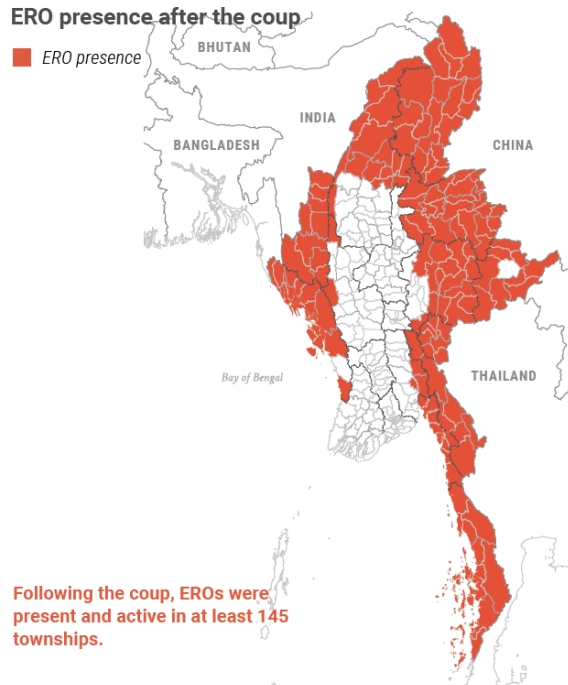 ERO presence after the coup
ERO presence
BHUTAN
INDIA
BANGLADESH
CHINA
Bay of Bengal
THAILAND
Following the coup, EROs were
present and active in at least 145
townships.